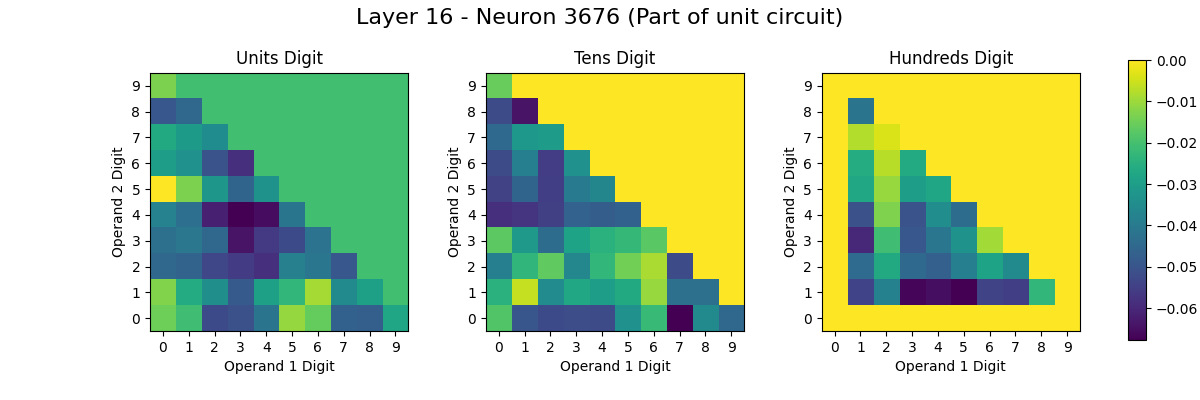 Layer 16 - Neuron 3676 (Part of unit circuit)
Units Digit
Tens Digit
Hundreds Digit
Operand 2 Digit
9
8
7
6
5
4
3
2
1
0
0 1 2 3 4 5 6 7 8 9
Operand 1 Digit
Operand 2 Digit
9
8
7
6
5
4
3
2
1
0
0 1 2 3 4 5 6 7 8 9
Operand 1 Digit
Operand 2 Digit
9
8
7
6
5
4
3
2
1
0
0 1 2 3 4 5 6 7 8 9
Operand 1 Digit
0.00
−0.01
−0.02
−0.03
−0.04
−0.05
−0.06